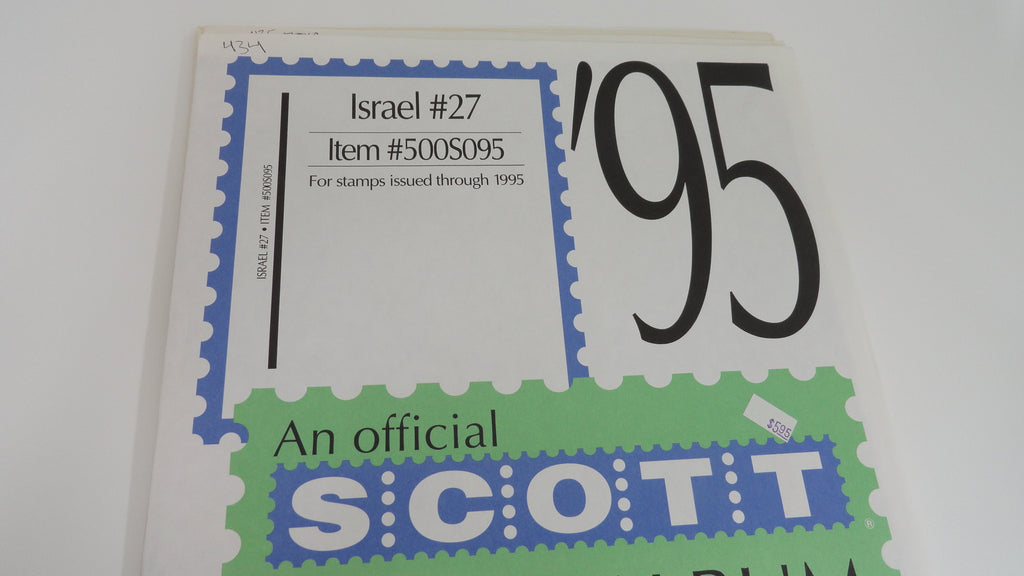 434
Israel #27
'95
Item #500S095
For stamps issued through 1995
ISRAEL #27 • ITEM #500S095
An official
$5.95
SCOTT®